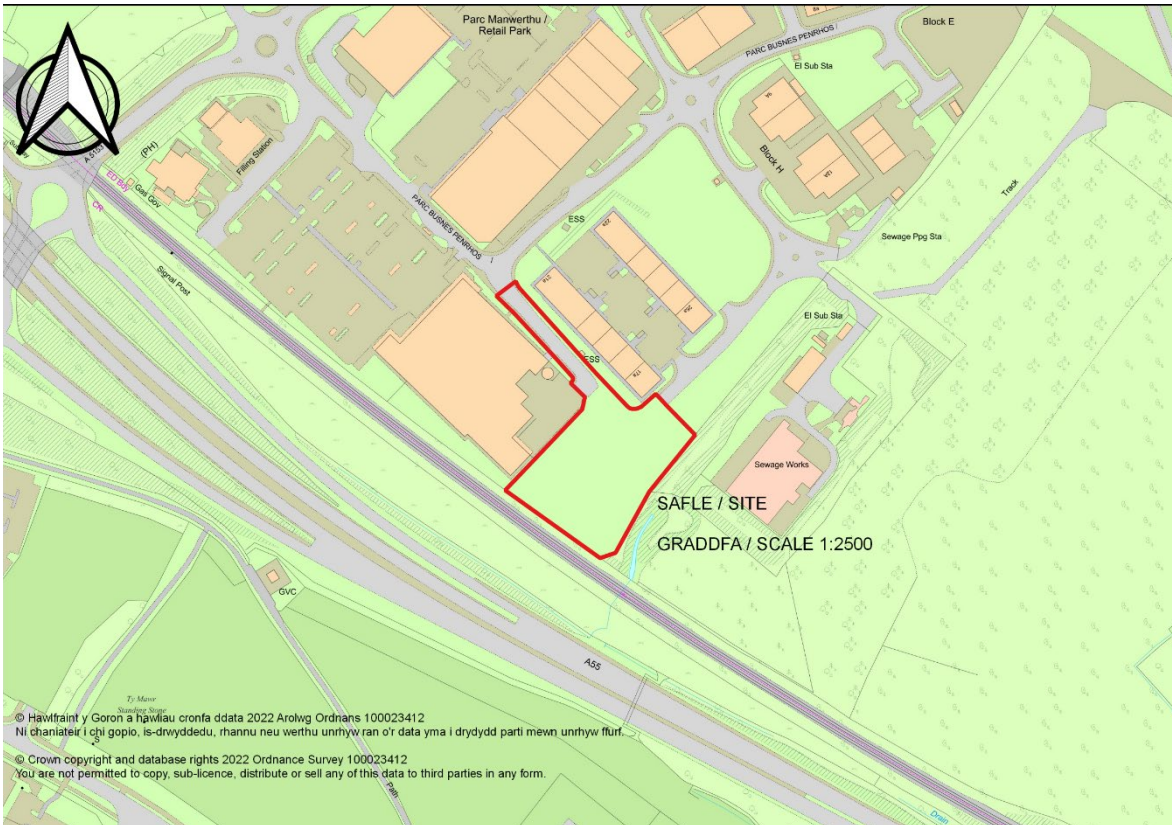 Parc Manwerthu /
Retail Park
Block E
PARC BUSNES PENRHOS /
El Sub Sta
A 5153
(PH)
Filling Station
ED Bdy
Gas Gov
CR
Block H
Track
PARC BUSNES PENRHOS /
ESS
Sewage Ppg Sta
Signal Post
El Sub Sta
ESS
Sewage Works
SAFLE / SITE
GRADDFA / SCALE 1:2500
GVC
A55
Ty Mawr
Standing Stone
© Hawlfraint y Goron a hawliau cronfa ddata 2022 Arolwg Ordnans 100023412
Ni chaniateir i chi gopio, is-drwyddedu, rhannu neu werthu unrhyw ran o'r data yma i drydydd parti mewn unrhyw ffurf.
© Crown copyright and database rights 2022 Ordnance Survey 100023412
You are not permitted to copy, sub-licence, distribute or sell any of this data to third parties in any form.
Path
Drain